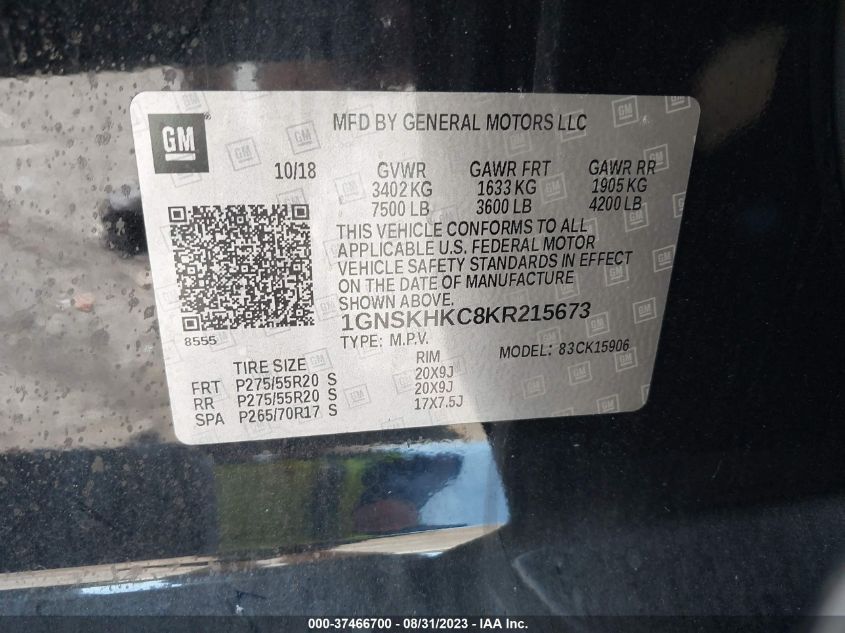 GM
MFD BY GENERAL MOTORS LLC
10/18 GVWR GAWR FRT GAWR RR
3402 KG 1633 KG 1905 KG
7500 LB 3600 LB 4200 LB
THIS VEHICLE CONFORMS TO ALL
APPLICABLE U.S. FEDERAL MOTOR
VEHICLE SAFETY STANDARDS IN EFFECT
ON THE DATE OF MANUFACTURE
SHOWN ABOVE.
1GNSKHKC8KR215673
8555
TYPE: M.P.V. MODEL: 83CK15906
TIRE SIZE RIM
FRT P275/55R20 S 20X9J
RR P275/55R20 S 20X9J
SPA P265/70R17 S 17X7.5J
000-37466700 - 08/31/2023 - IAA Inc.